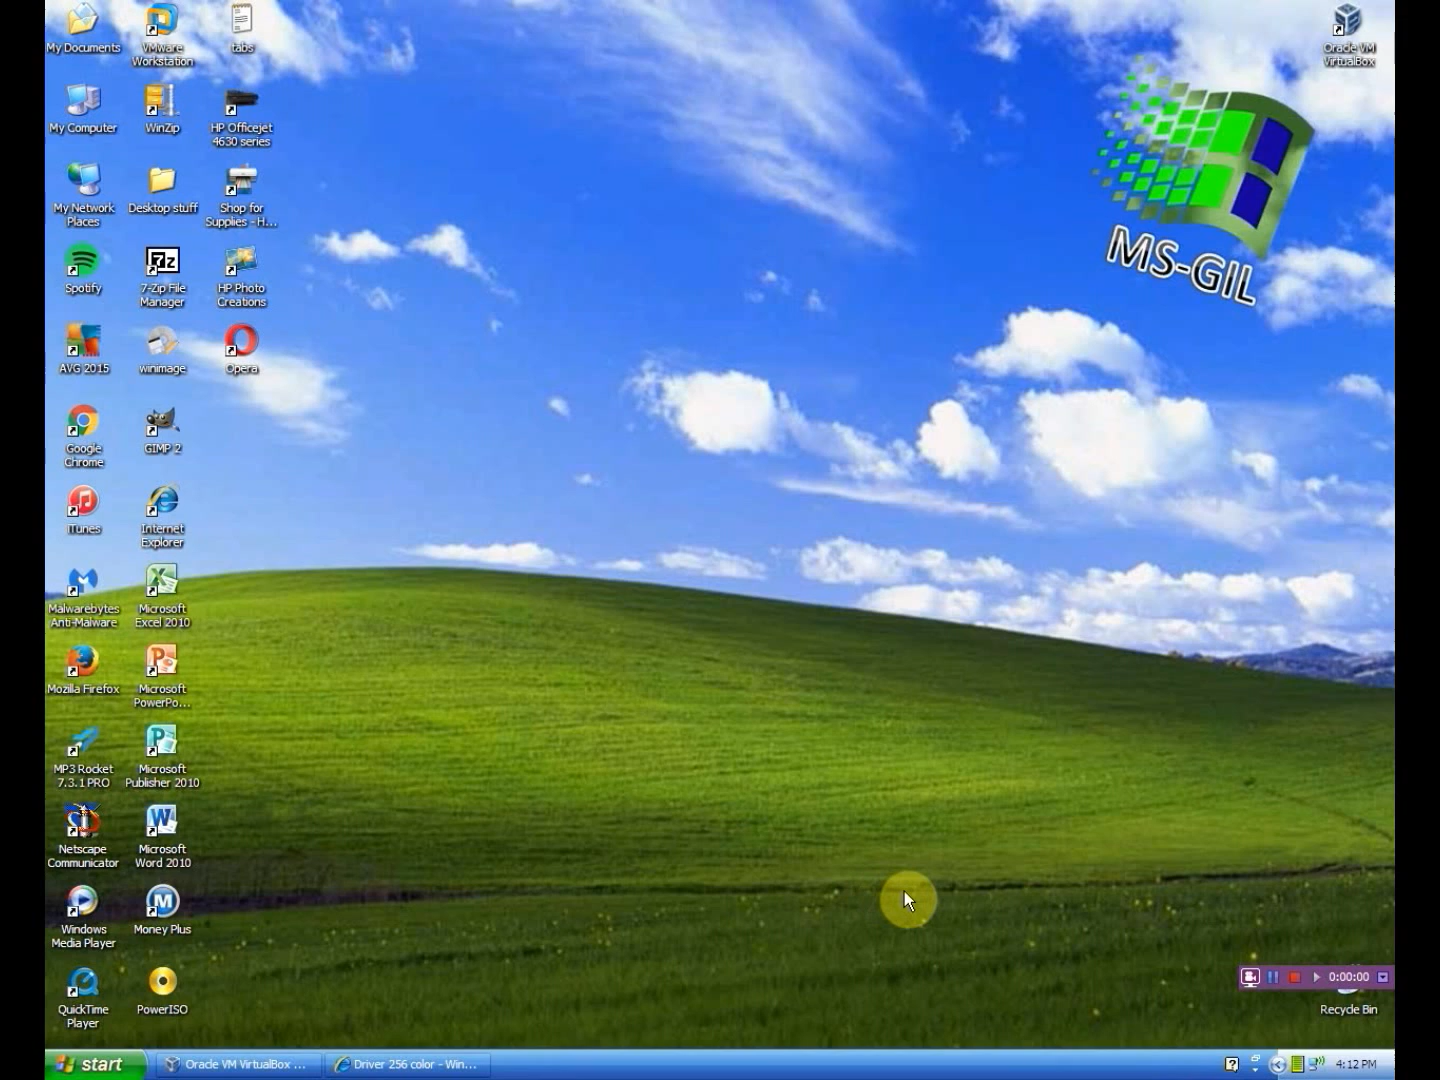 My Documents
VMware
Workstation
tabs
Oracle VM
VirtualBox
My Computer
WinZip
HP Officejet
4630 series
My Network
Places
Desktop stuff
Shop for
Supplies - H...
MS-GIL
Spotify
7z
7-Zip File
Manager
HP Photo
Creations
AVG 2015
winimage
Opera
Google
Chrome
GIMP 2
iTunes
Internet
Explorer
Malwarebytes
Anti-Malware
Microsoft
Excel 2010
Mozilla Firefox
Microsoft
PowerPo...
MP3 Rocket
7.3.1 PRO
Microsoft
Publisher 2010
Netscape
Communicator
Microsoft
Word 2010
Windows
Media Player
Money Plus
QuickTime
Player
PowerISO
0:00:00
Recycle Bin
start
Oracle VM VirtualBox ...
Driver 256 color - Win...
4:12 PM